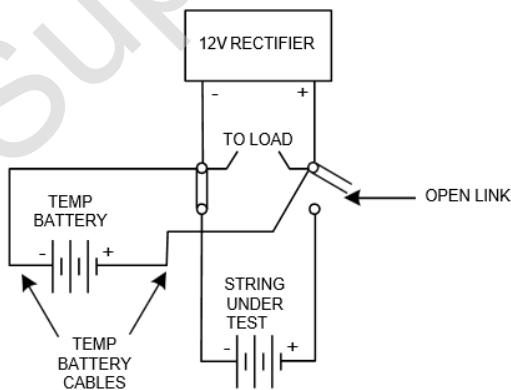 12V RECTIFIER
- +
TO LOAD
OPEN LINK
TEMP
BATTERY
- +
STRING
UNDER
TEST
- +
TEMP
BATTERY
CABLES